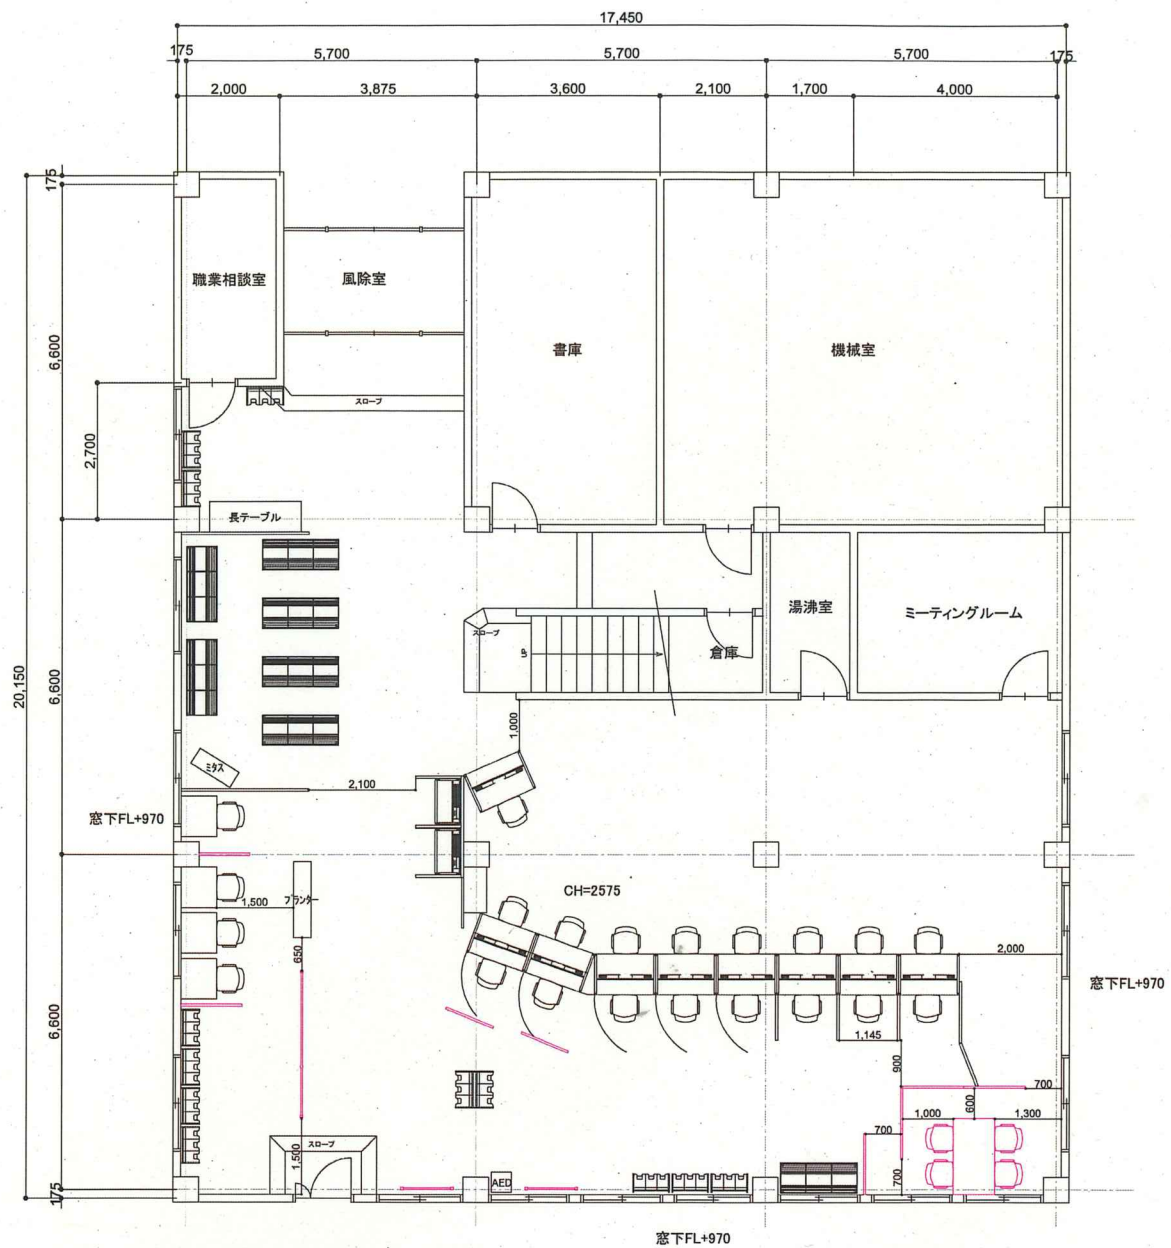 17,450
175
5,700
5,700
5,700
175
2,000
3,875
3,600
2,100
1,700
4,000
175
20,150
6,600
2,700
6,600
6,600
175
職業相談室
風除室
書庫
機械室
スロープ
長テーブル
湯沸室
ミーティングルーム
スロープ
UP
倉庫
1,000
ミタス
2,100
窓下FL+970
CH=2575
1,500
プランター
650
2,000
窓下FL+970
1,145
900
700
600
1,000
1,300
700
700
スロープ
1,500
AED
窓下FL+970